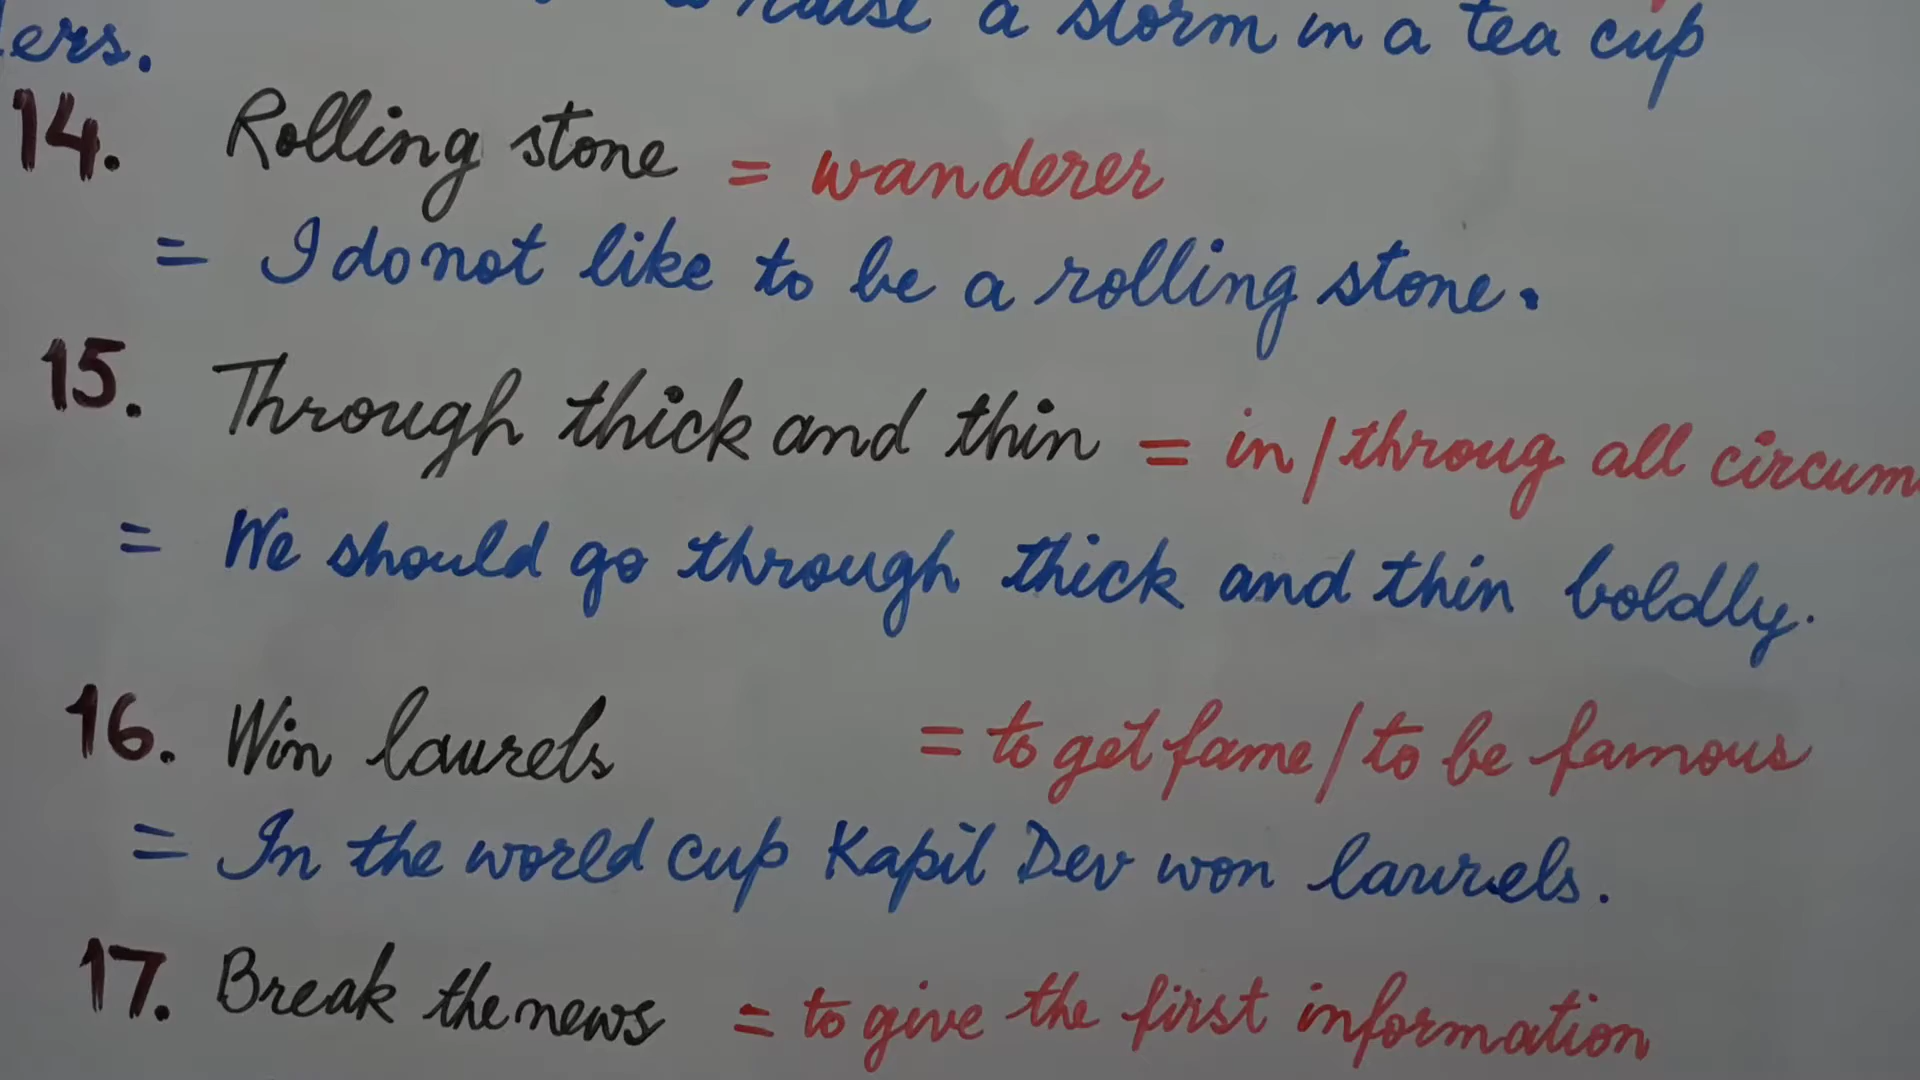 raise a storm in a tea cup
ers.
14. Rolling stone = wanderer
= I do not like to be a rolling stone.
15. Through thick and thin = in/throug all circum
= We should go through thick and thin boldly.
16. Win laurels = to get fame/to be famous
= In the world cup Kapil Dev won laurels.
17. Break the news = to give the first information